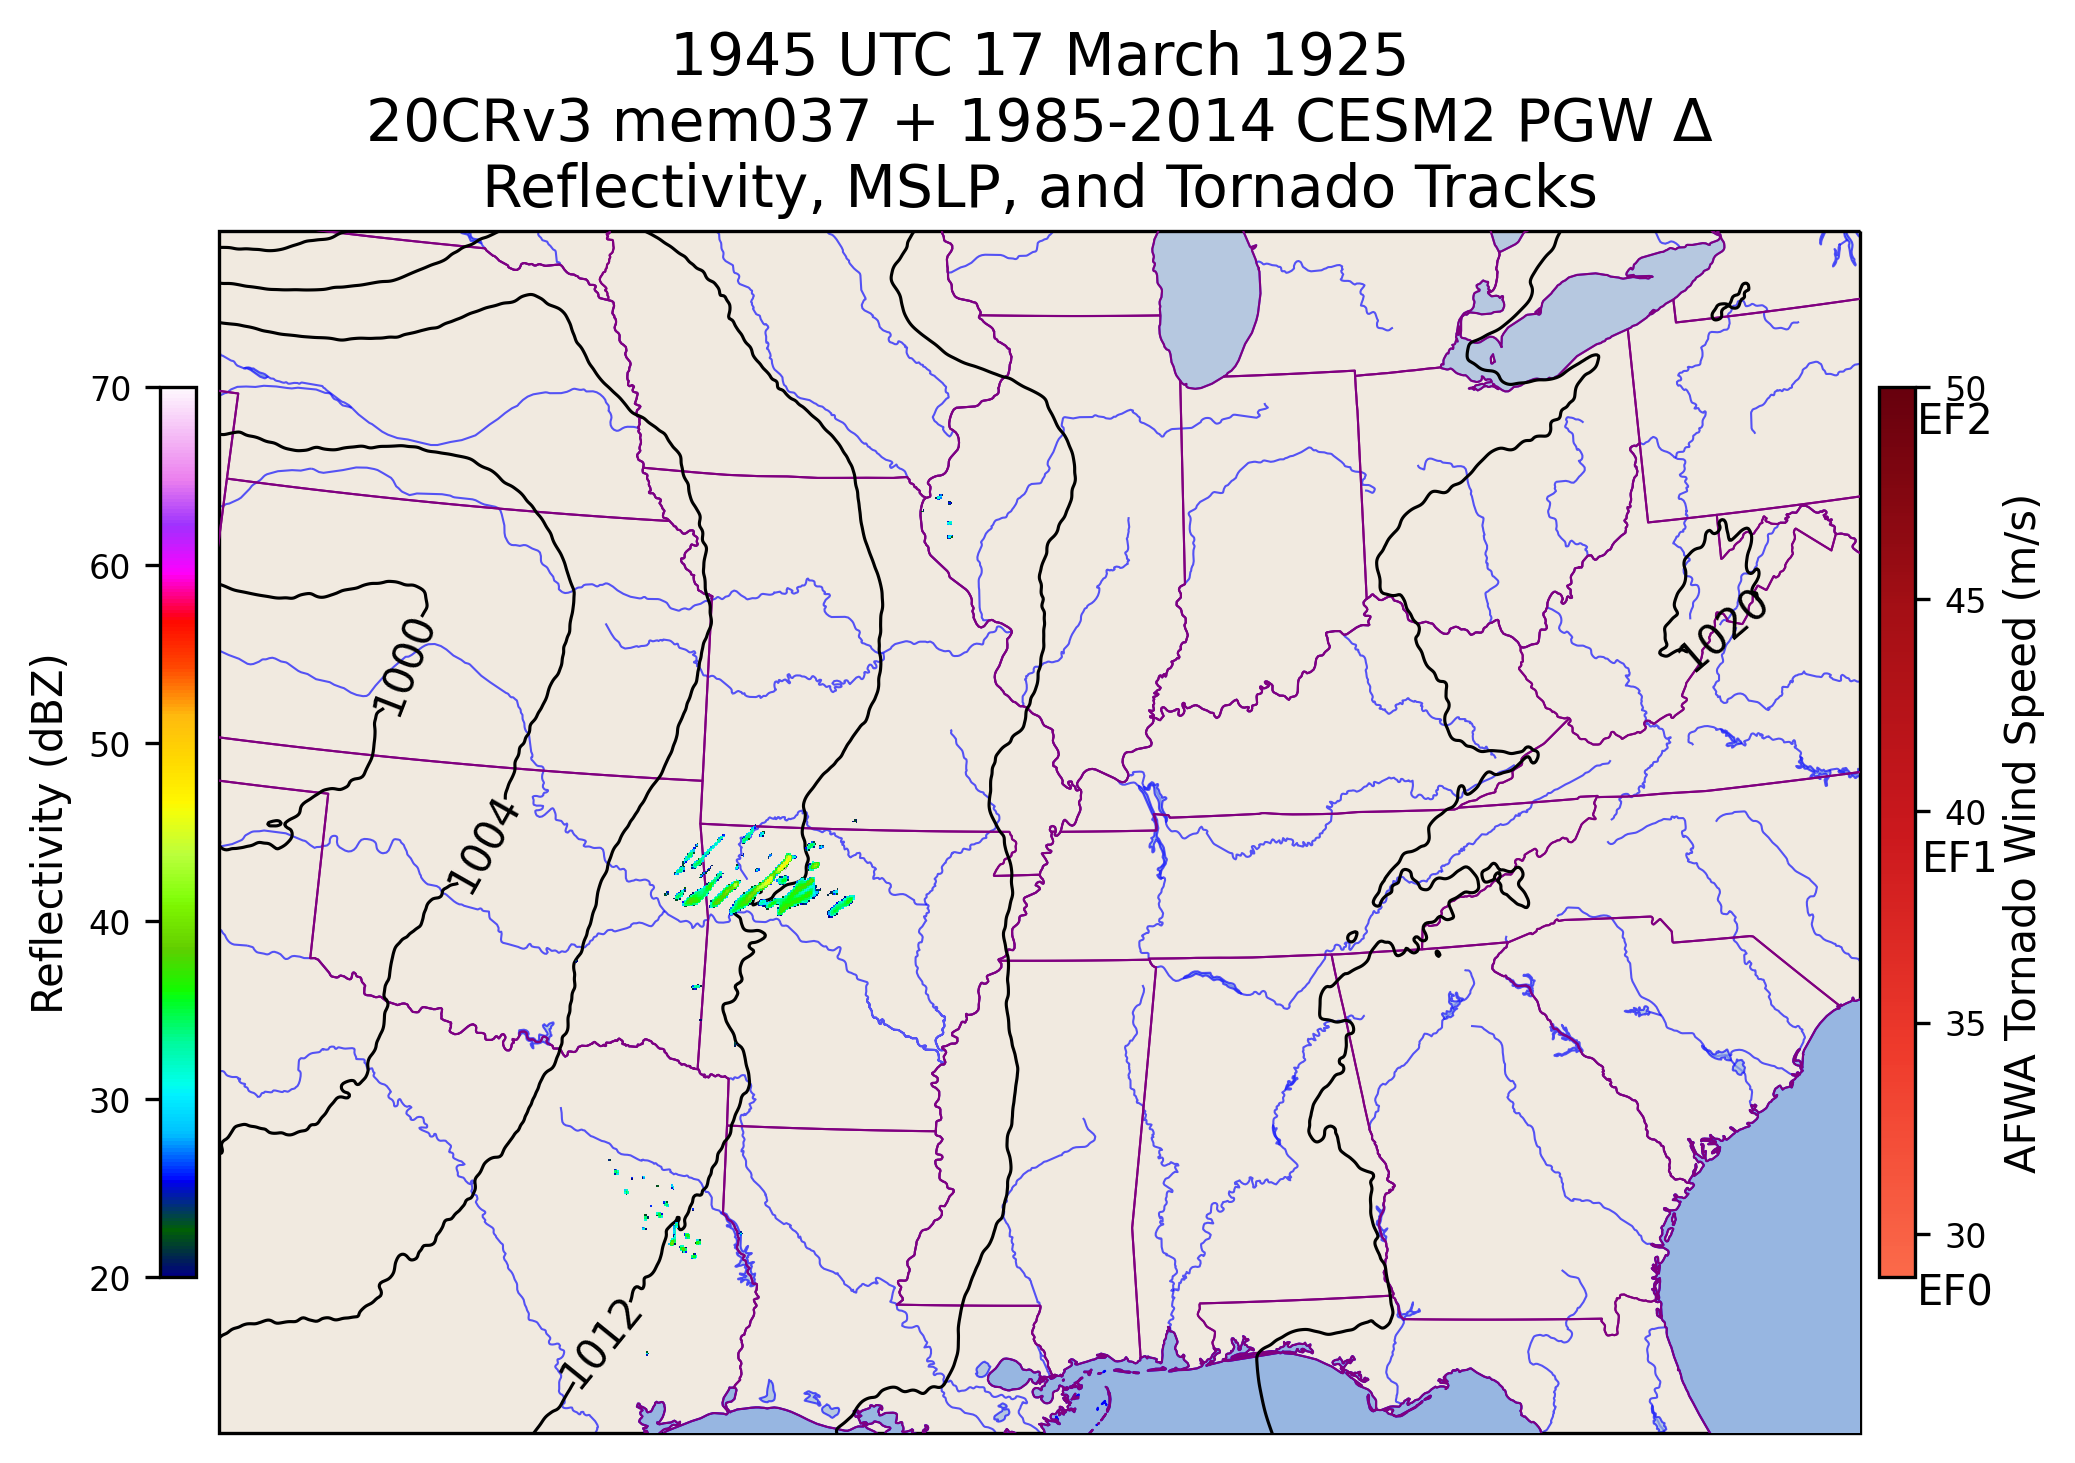 1945 UTC 17 March 1925
20CRv3 mem037 + 1985-2014 CESM2 PGW Δ
Reflectivity, MSLP, and Tornado Tracks
70
60
50
40
30
20
Reflectivity (dBZ)
1000
1004
1012
1020
50
EF2
45
40
EF1
35
30
EF0
AFWA Tornado Wind Speed (m/s)